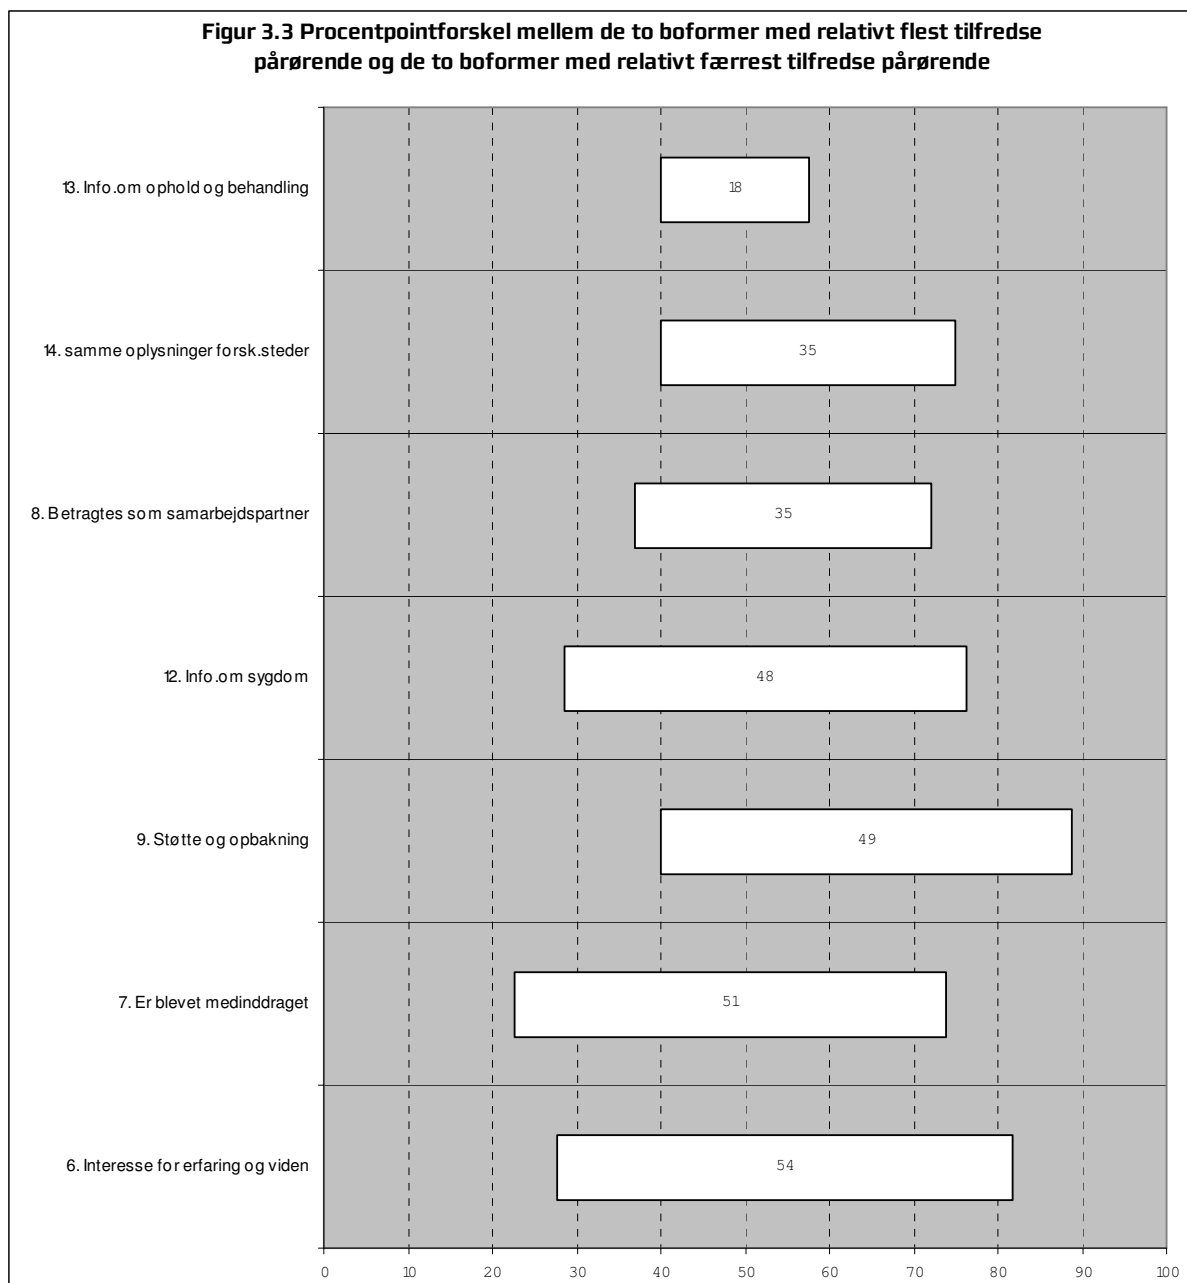 Figur 3.3 Procentpointforskel mellem de to boformer med relativt flest tilfredse
pårørende og de to boformer med relativt færrest tilfredse pårørende
13. Info.om ophold og behandling
18
14. samme oplysninger forsk.steder
35
8. Betragtes som samarbejdspartner
35
12. Info.om sygdom
48
9. Støtte og opbakning
49
7. Er blevet medinddraget
51
6. Interesse for erfaring og viden
54
0 10 20 30 40 50 60 70 80 90 100